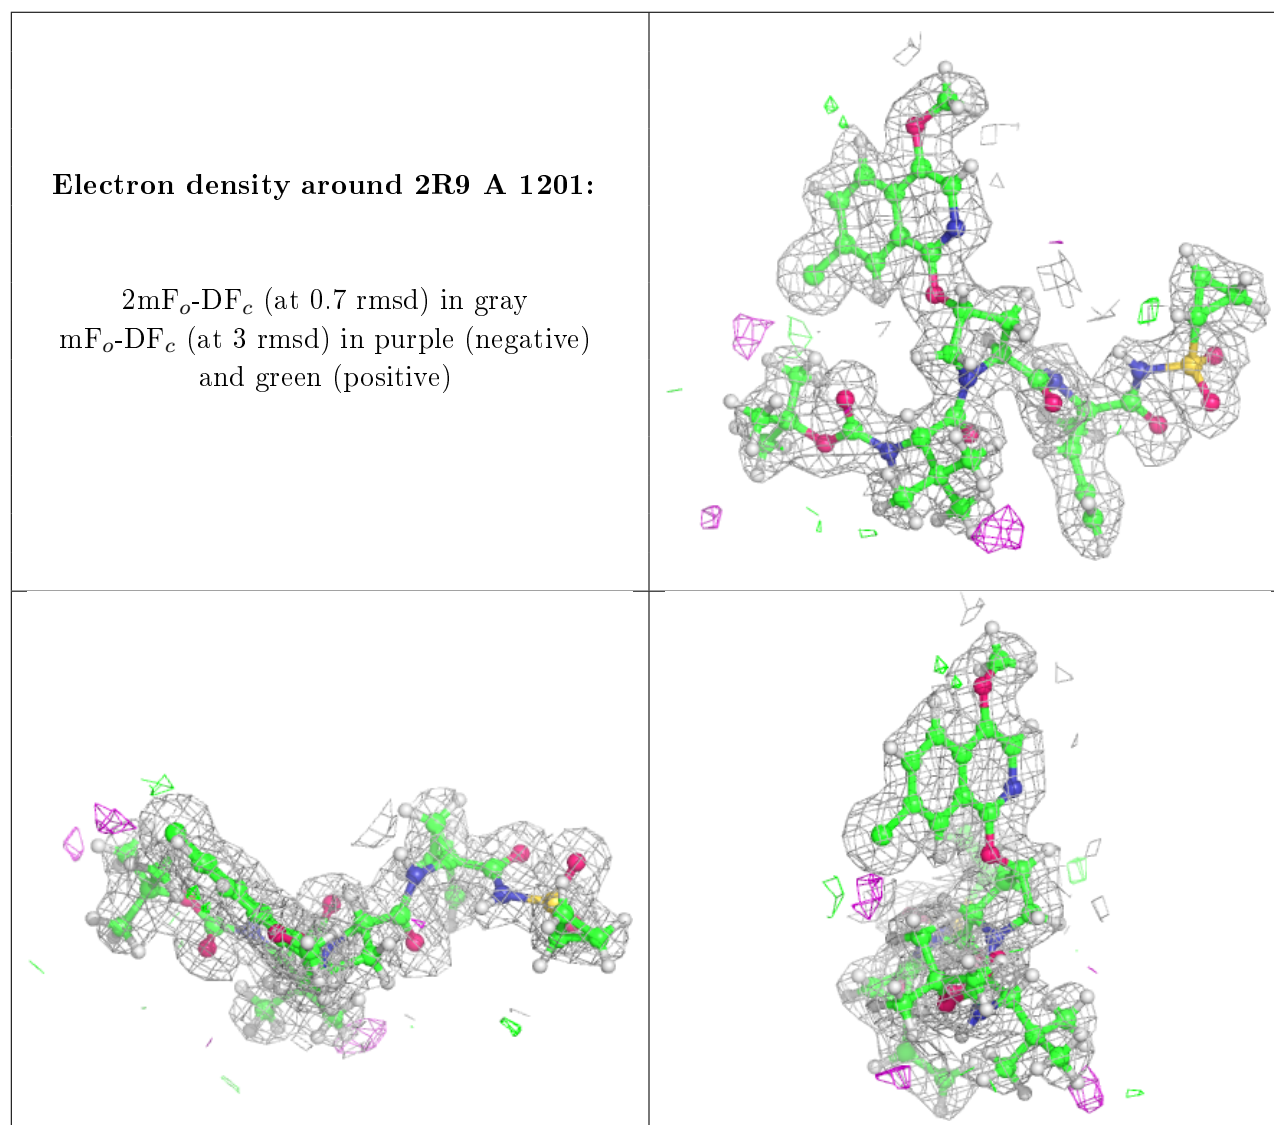 Electron density around 2R9 A 1201:
2mFo-DFc (at 0.7 rmsd) in gray
mFo-DFc (at 3 rmsd) in purple (negative)
and green (positive)